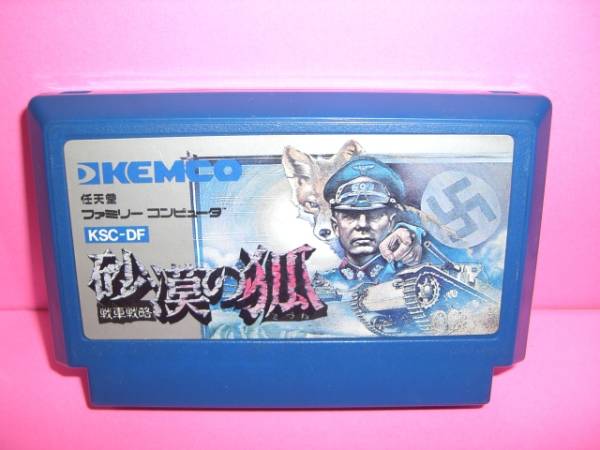 KEMCO
任天堂
ファミリー コンピュータ
KSC-DF
砂漠の狐
戦車戦略